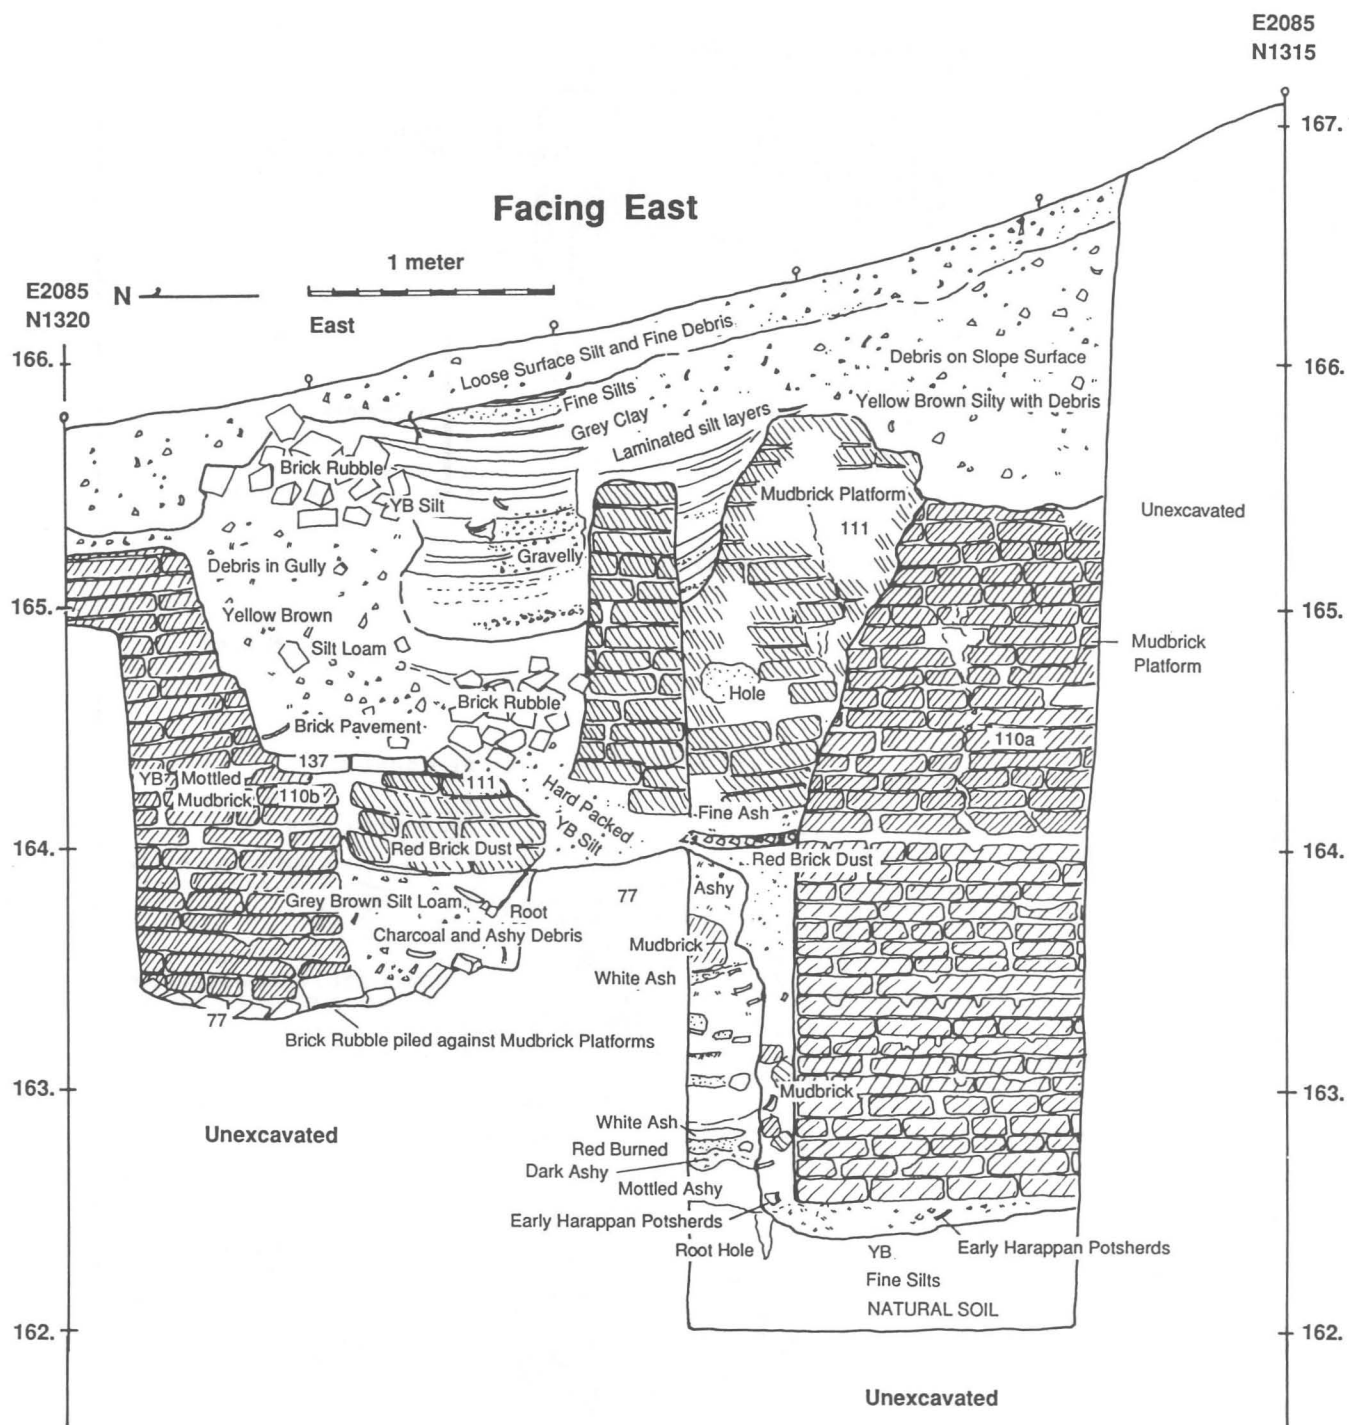 E2085
N1315
167.
Facing East
1 meter
E2085
N1320
N
East
166.
166.
Loose Surface Silt and Fine Debris
Debris on Slope Surface
Fine Silts
Yellow Brown Silty with Debris
Grey Clay
Laminated silt layers
Brick Rubble
Mudbrick Platform
YB Silt
Unexcavated
111
Gravelly
Debris in Gully
165.
165.
Yellow Brown
Silt Loam
Mudbrick
Platform
Hole
Brick Rubble
Brick Pavement
110a
137
YB
Mottled
Mudbrick
110b
111
Hard Packed
YB Silt
Fine Ash
164.
164.
Red Brick Dust
Red Brick Dust
Ashy
77
Grey Brown Silt Loam
Root
Charcoal and Ashy Debris
Mudbrick
White Ash
77
Brick Rubble piled against Mudbrick Platforms
163.
163.
Mudbrick
White Ash
Unexcavated
Red Burned
Dark Ashy
Mottled Ashy
Early Harappan Potsherds
Root Hole
YB
Early Harappan Potsherds
Fine Silts
NATURAL SOIL
162.
162.
Unexcavated